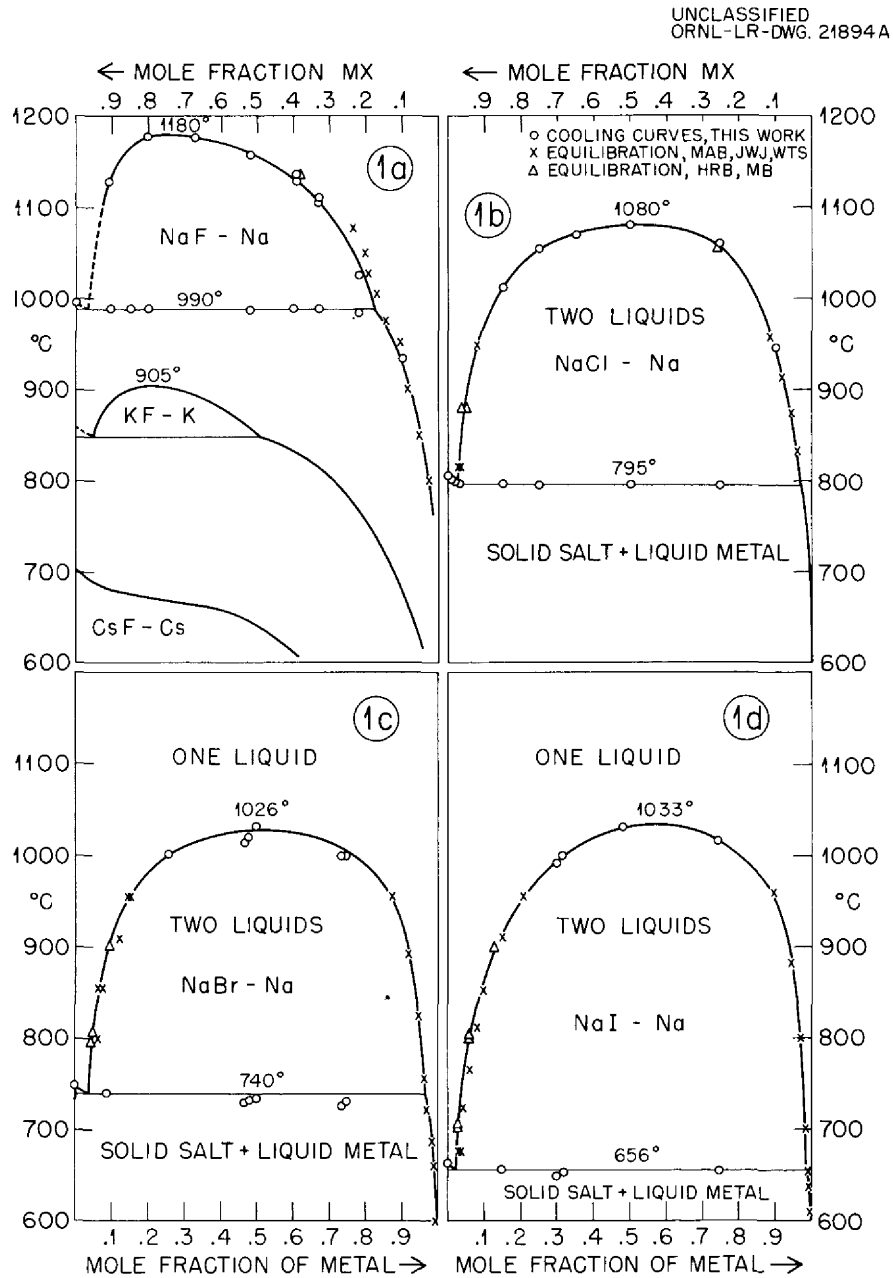 UNCLASSIFIED
ORNL-LR-DWG. 21894A
← MOLE FRACTION MX
.9 .8 .7 .6 .5 .4 .3 .2 .1
← MOLE FRACTION MX
.9 .8 .7 .6 .5 .4 .3 .2 .1
1200
1100
1000
°C
900
800
700
600
1180°
1a
NaF - Na
990°
905°
KF - K
CsF - Cs
o COOLING CURVES, THIS WORK
x EQUILIBRATION, MAB, JWJ, WTS
△ EQUILIBRATION, HRB, MB
1b
1080°
TWO LIQUIDS
NaCl - Na
795°
SOLID SALT + LIQUID METAL
1200
1100
1000
°C
900
800
700
600
1100
1000
°C
900
800
700
600
1c
ONE LIQUID
1026°
TWO LIQUIDS
NaBr - Na
740°
SOLID SALT + LIQUID METAL
1d
ONE LIQUID
1033°
TWO LIQUIDS
NaI - Na
656°
SOLID SALT + LIQUID METAL
1100
1000
°C
900
800
700
600
.1 .2 .3 .4 .5 .6 .7 .8 .9
MOLE FRACTION OF METAL →
.1 .2 .3 .4 .5 .6 .7 .8 .9
MOLE FRACTION OF METAL →